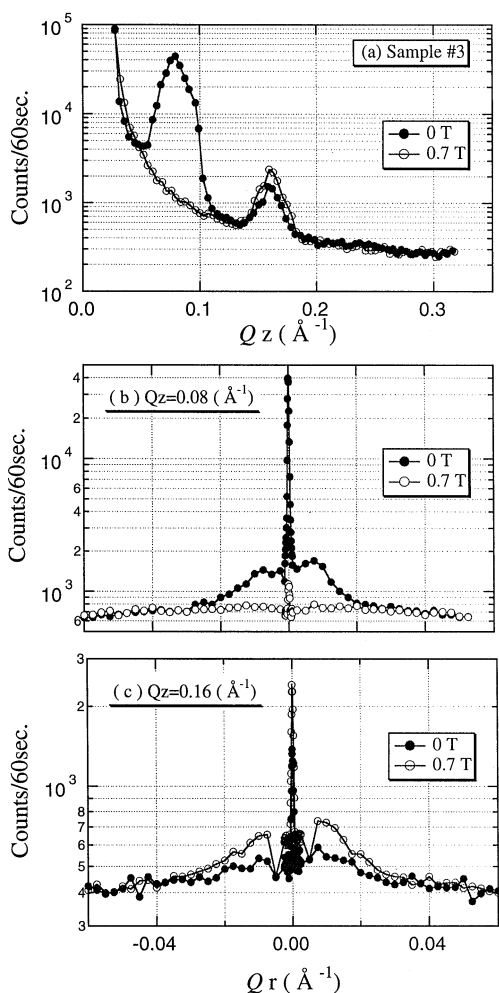 10^5
(a) Sample #3
10^4
0 T
0.7 T
Counts/60sec.
10^3
10^2
0.0 0.1 0.2 0.3
Q z ( Å^-1 )
4
( b ) Qz=0.08 ( Å^-1 )
2
10^4
0 T
0.7 T
6
4
Counts/60sec.
2
10^3
6
3
( c ) Qz=0.16 ( Å^-1 )
2
0 T
0.7 T
Counts/60sec.
10^3
8
7
6
5
4
3
-0.04 0.00 0.04
Q r ( Å^-1 )